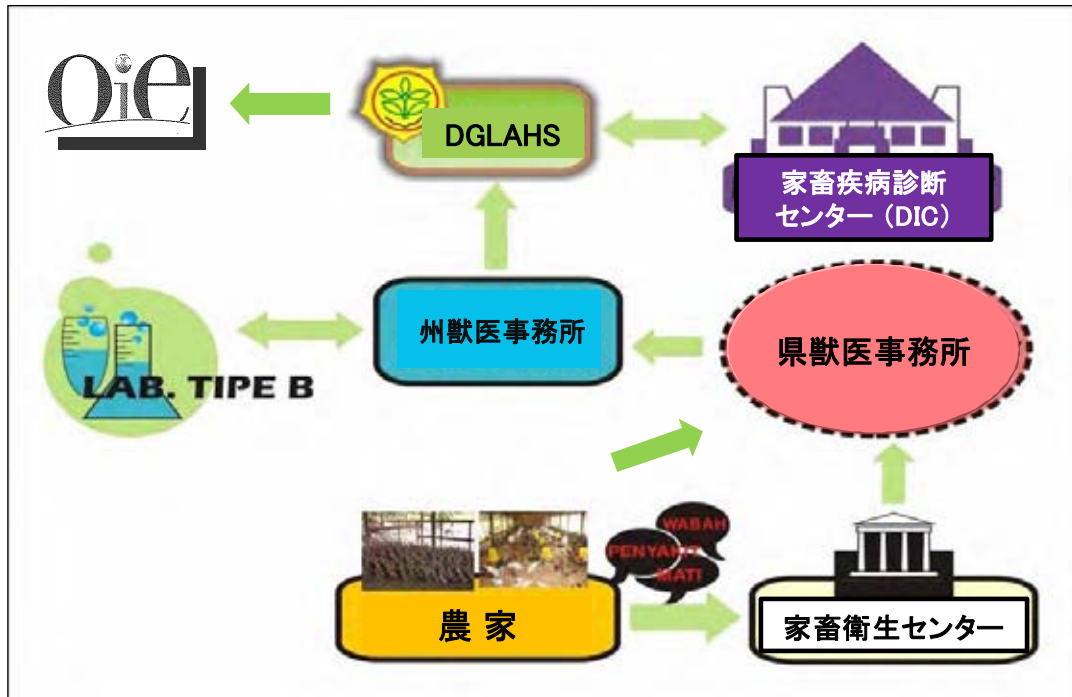 OiE
DGLAHS
家畜疾病診断
センター(DIC)
州獣医事務所
県獣医事務所
LAB. TIPE B
WABAH
PENYAKIT
MATI
農 家
家畜衛生センター